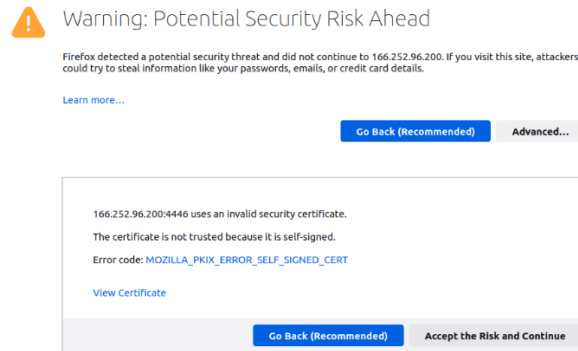 Warning: Potential Security Risk Ahead
Firefox detected a potential security threat and did not continue to 166.252.96.200. If you visit this site, attackers
could try to steal information like your passwords, emails, or credit card details.
Learn more...
Go Back (Recommended) Advanced...
166.252.96.200:4446 uses an invalid security certificate.
The certificate is not trusted because it is self-signed.
Error code: MOZILLA_PKIX_ERROR_SELF_SIGNED_CERT
View Certificate
Go Back (Recommended) Accept the Risk and Continue